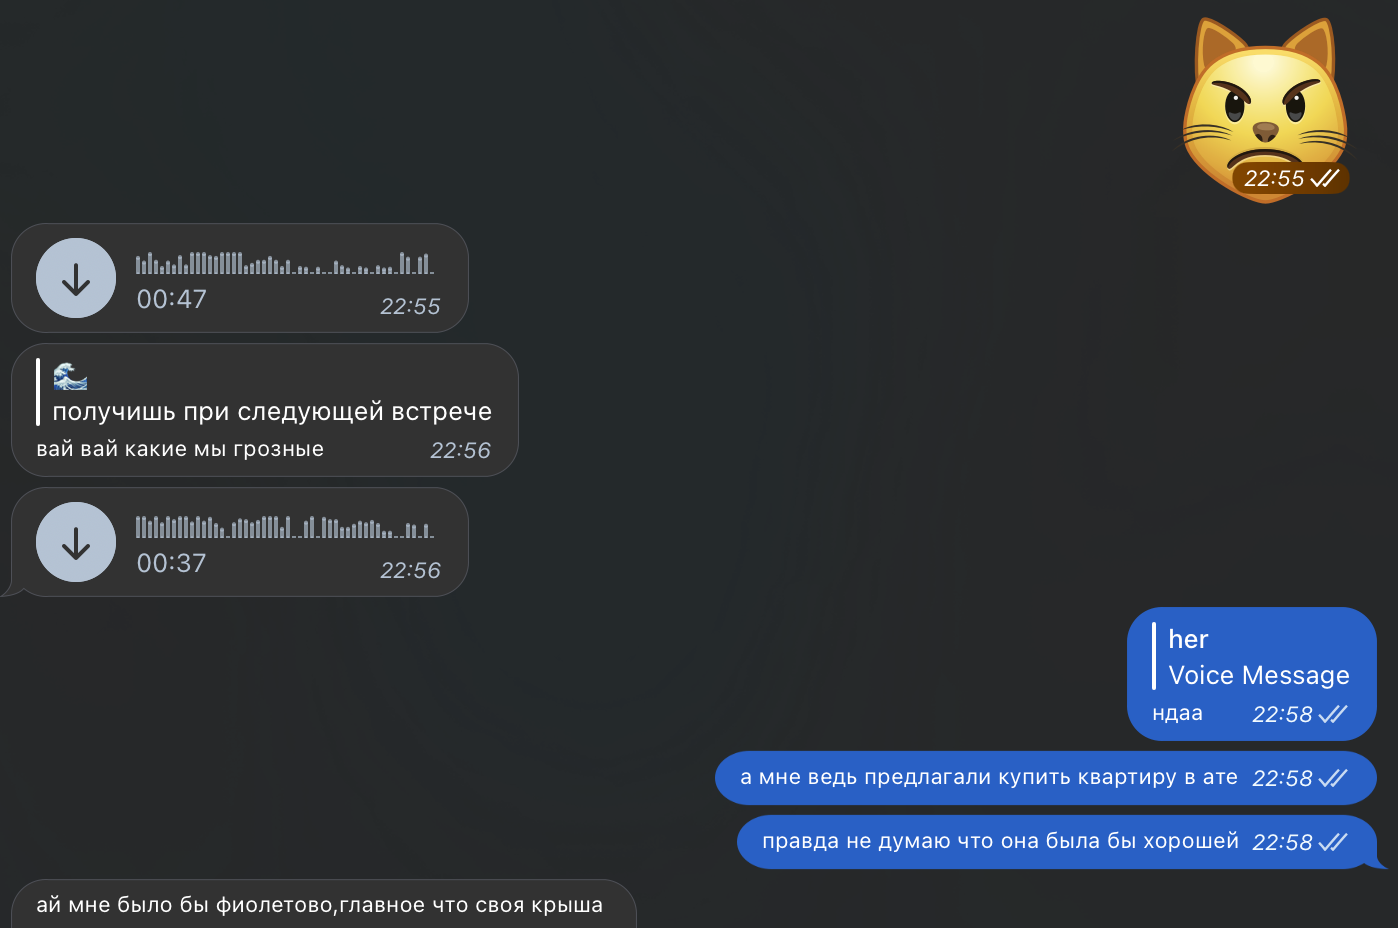 22:55
00:47
22:55
🌊
получишь при следующей встрече
вай вай какие мы грозные 22:56
00:37
22:56
her
Voice Message
ндаа 22:58
а мне ведь предлагали купить квартиру в ате 22:58
правда не думаю что она была бы хорошей 22:58
ай мне было бы фиолетово,главное что своя крыша